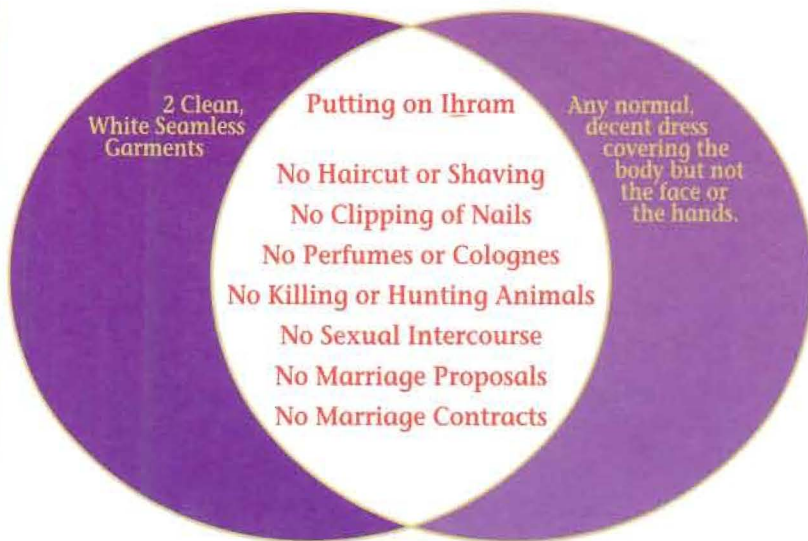 2 Clean,
White Seamless
Garments
Putting on Ihram
No Haircut or Shaving
No Clipping of Nails
No Perfumes or Colognes
No Killing or Hunting Animals
No Sexual Intercourse
No Marriage Proposals
No Marriage Contracts
Any normal,
decent dress
covering the
body but not
the face or
the hands.